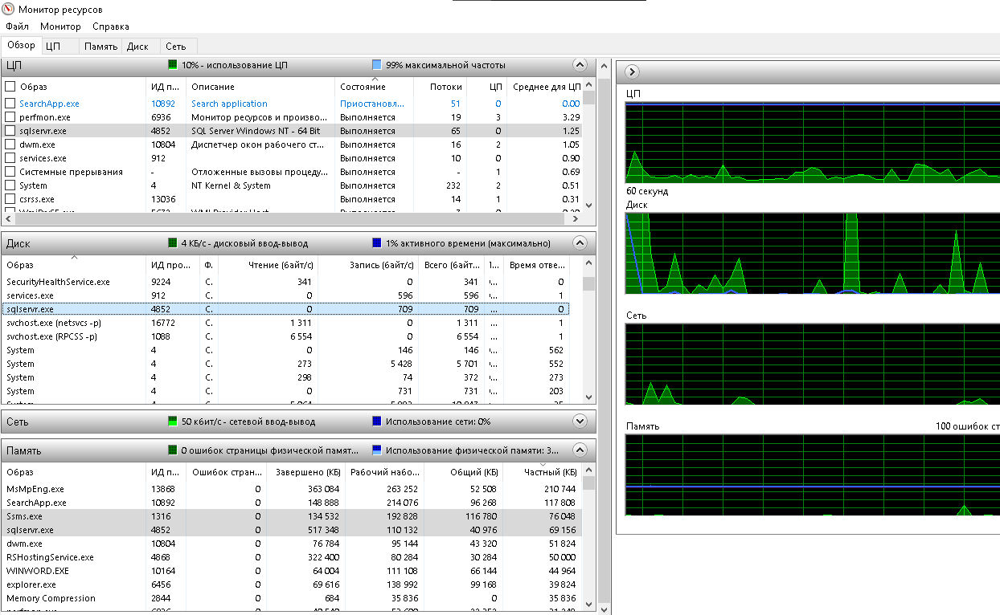 Монитор ресурсов
Файл Монитор Справка
Обзор ЦП Память Диск Сеть
ЦП 10% - использование ЦП 99% максимальной частоты
Образ ИД п... Описание Состояние Потоки ЦП Среднее для ЦП
SearchApp.exe 10892 Search application Приостановл... 51 0 0.00
perfmon.exe 6936 Монитор ресурсов и произво... Выполняется 19 3 3.29
sqlservr.exe 4852 SQL Server Windows NT - 64 Bit Выполняется 65 0 1.25
dwm.exe 10804 Диспетчер окон рабочего ст... Выполняется 16 2 1.05
services.exe 912 Выполняется 10 0 0.90
Системные прерывания - Отложенные вызовы процеду... Выполняется - 1 0.69
System 4 NT Kernel & System Выполняется 232 2 0.51
csrss.exe 13036 Выполняется 14 1 0.31
Диск 4 КБ/с - дисковый ввод-вывод 1% активного времени (максимально)
Образ ИД про... Ф. Чтение (байт/с) Запись (байт/с) Всего (байт... Время отве...
SecurityHealthService.exe 9224 C. 341 0 341 ... 0
services.exe 912 C. 0 596 596 ... 1
sqlservr.exe 4852 C. 0 709 709 ... 0
svchost.exe (netsvcs -p) 16772 C. 1 311 0 1 311 ... 1
svchost.exe (RPCSS -p) 1088 C. 6 554 0 6 554 ... 1
System 4 C. 0 146 146 ... 562
System 4 C. 273 5 428 5 701 ... 552
System 4 C. 298 74 372 ... 273
System 4 C. 0 731 731 ... 203
Сеть 50 кбит/с - сетевой ввод-вывод Использование сети: 0%
Память 0 ошибок страницы физической памят... Использование физической памяти: 3...
Образ ИД п... Ошибок стран... Завершено (КБ) Рабочий набо... Общий (КБ) Частный (КБ)
MsMpEng.exe 13868 0 363 084 263 252 52 508 210 744
SearchApp.exe 10892 0 148 888 214 076 96 268 117 808
Ssms.exe 1316 0 134 532 192 828 116 780 76 048
sqlservr.exe 4852 0 517 348 110 132 40 976 69 156
dwm.exe 10804 0 76 784 95 144 43 320 51 824
RSHostingService.exe 4868 0 322 400 80 284 30 284 50 000
WINWORD.EXE 10164 0 64 004 111 108 66 144 44 964
explorer.exe 6456 0 69 616 138 992 99 168 39 824
Memory Compression 2844 0 684 35 836 0 35 836
ЦП
60 секунд
Диск
Сеть
Память 100 ошибок ст